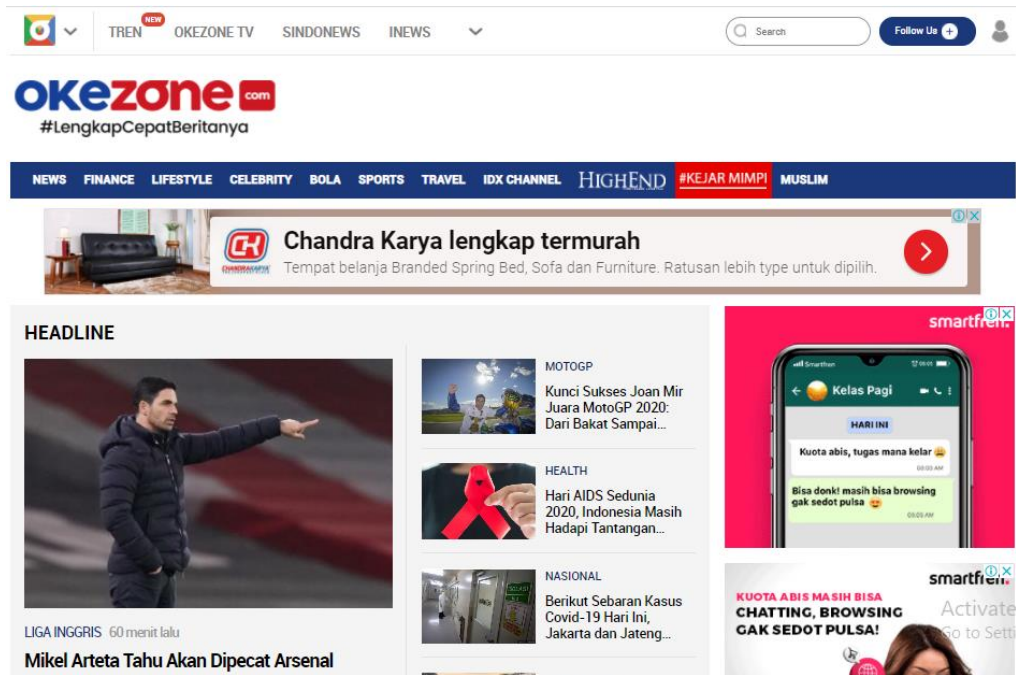 TREN NEW OKEZONE TV SINDONEWS INEWS Search Follow Us +
okezone com
#LengkapCepatBeritanya
NEWS FINANCE LIFESTYLE CELEBRITY BOLA SPORTS TRAVEL IDX CHANNEL HIGHEND #KEJAR MIMPI MUSLIM
CK
CHANDRA KARYA
Chandra Karya lengkap termurah
Tempat belanja Branded Spring Bed, Sofa dan Furniture. Ratusan lebih type untuk dipilih.
HEADLINE
LIGA INGGRIS 60 menit lalu
Mikel Arteta Tahu Akan Dipecat Arsenal
MOTOGP
Kunci Sukses Joan Mir
Juara MotoGP 2020:
Dari Bakat Sampai...
HEALTH
Hari AIDS Sedunia
2020, Indonesia Masih
Hadapi Tantangan...
NASIONAL
Berikut Sebaran Kasus
Covid-19 Hari Ini,
Jakarta dan Jateng...
smartfren.
Smartfren
Kelas Pagi
HARI INI
Kuota abis, tugas mana kelar
Bisa donk! masih bisa browsing
gak sedot pulsa
smartfren.
KUOTA ABIS MASIH BISA
CHATTING, BROWSING
GAK SEDOT PULSA!
Activate
Go to Setti